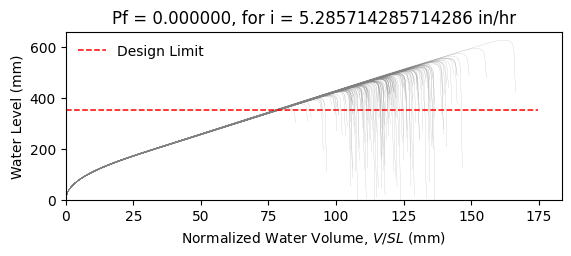 Pf = 0.000000, for i = 5.285714285714286 in/hr
Water Level (mm)
600
400
200
0
Design Limit
0 25 50 75 100 125 150 175
Normalized Water Volume, V/SL (mm)